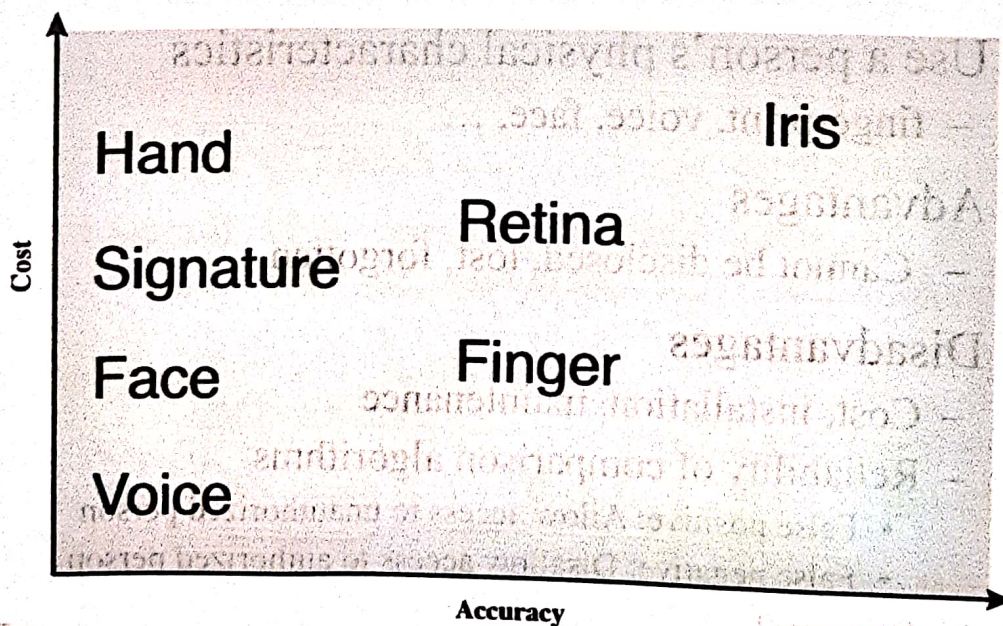 Use a person's physical characteristics
– fingerprint, voice, face, ...
Iris
Hand
Advantages
Retina
– Cannot be disclosed, lost, forgotten
Signature
Cost
Disadvantages
Finger
Face
– Cost, installation, maintenance
– Reliability of comparison algorithms
Voice
Accuracy